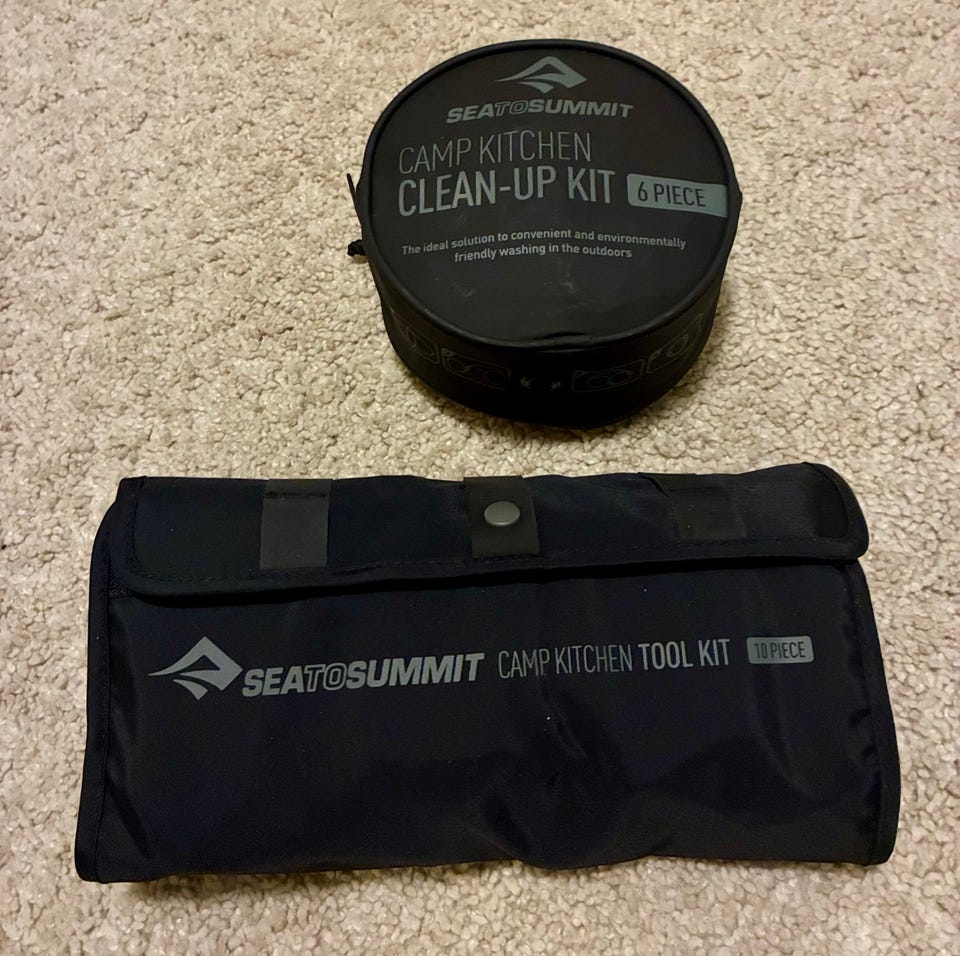 SEATOSUMMIT
CAMP KITCHEN
CLEAN-UP KIT 6 PIECE
The ideal solution to convenient and environmentally
friendly washing in the outdoors
SEATOSUMMIT CAMP KITCHEN TOOL KIT 10 PIECE